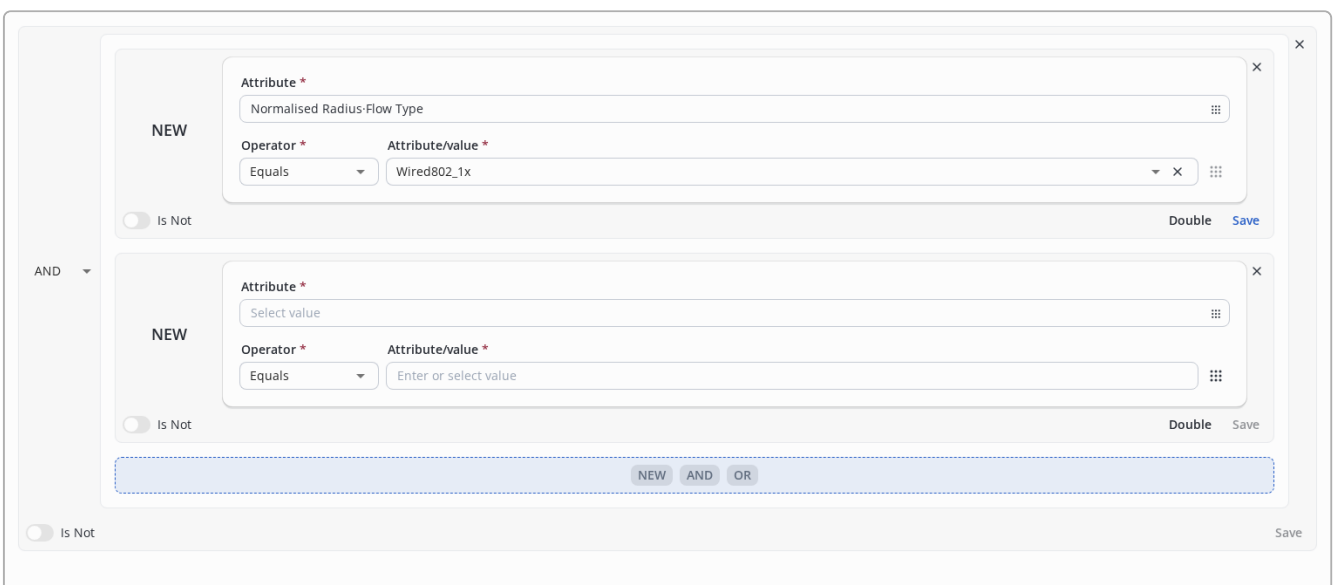 Attribute *
Normalised Radius·Flow Type
NEW
Operator * Attribute/value *
Equals Wired802_1x
Is Not Double Save
AND
Attribute *
Select value
NEW
Operator * Attribute/value *
Equals Enter or select value
Is Not Double Save
NEW AND OR
Is Not Save